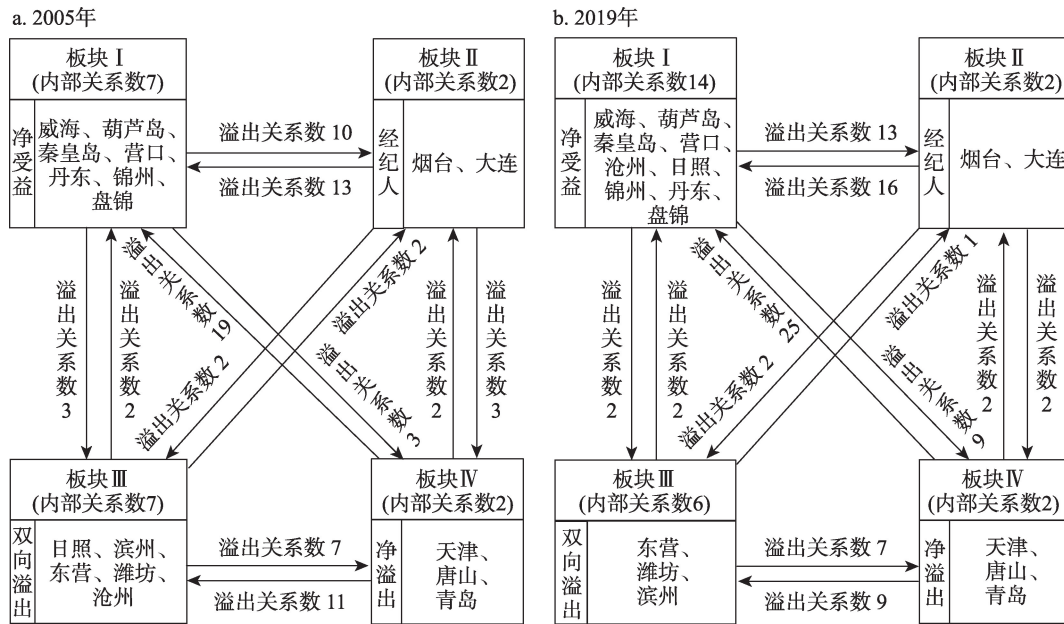 a. 2005年
板块Ⅰ
(内部关系数7)
净受益
威海、葫芦岛、
秦皇岛、营口、
丹东、锦州、
盘锦
溢出关系数 10
溢出关系数 13
板块Ⅱ
(内部关系数2)
经纪人
烟台、大连
溢出关系数 3
溢出关系数 2
溢出关系数 19
溢出关系数 2
溢出关系数 2
溢出关系数 3
溢出关系数 2
溢出关系数 3
板块Ⅲ
(内部关系数7)
双向溢出
日照、滨州、
东营、潍坊、
沧州
溢出关系数 7
溢出关系数 11
板块Ⅳ
(内部关系数2)
净溢出
天津、
唐山、
青岛
b. 2019年
板块Ⅰ
(内部关系数14)
净受益
威海、葫芦岛、
秦皇岛、营口、
沧州、日照、
锦州、丹东、
盘锦
溢出关系数 13
溢出关系数 16
板块Ⅱ
(内部关系数2)
经纪人
烟台、大连
溢出关系数 2
溢出关系数 2
溢出关系数 25
溢出关系数 1
溢出关系数 2
溢出关系数 9
溢出关系数 2
溢出关系数 2
板块Ⅲ
(内部关系数6)
双向溢出
东营、
潍坊、
滨州
溢出关系数 7
溢出关系数 9
板块Ⅳ
(内部关系数2)
净溢出
天津、
唐山、
青岛